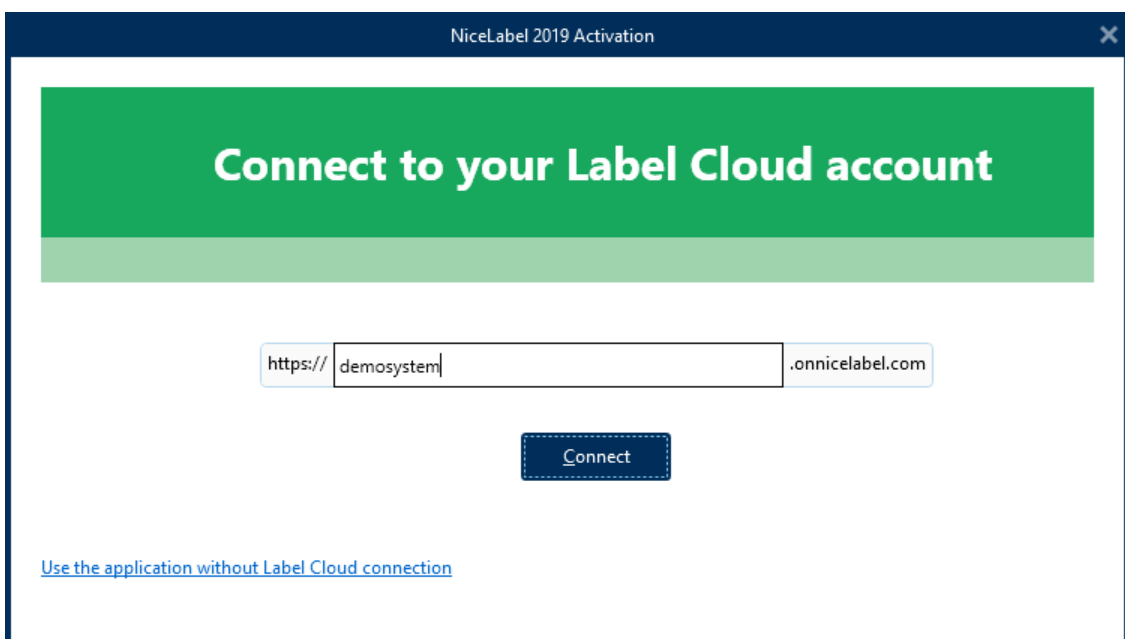 NiceLabel 2019 Activation
Connect to your Label Cloud account
https:// demosystem .onnicelabel.com
Connect
Use the application without Label Cloud connection